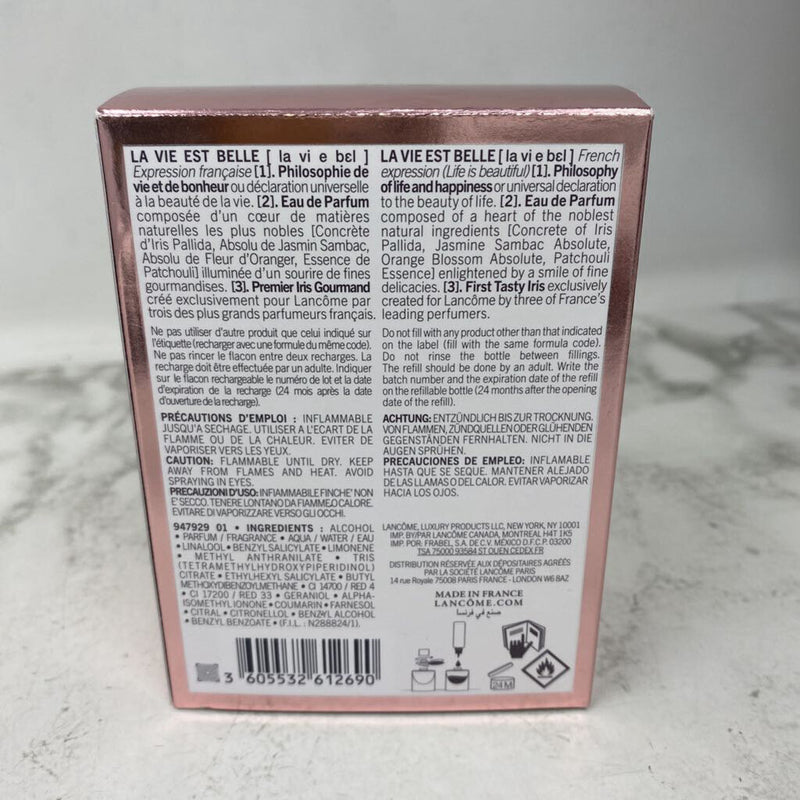 LA VIE EST BELLE [ la vi e bɛl ]
Expression française [1]. Philosophie de
vie et de bonheur ou déclaration universelle
à la beauté de la vie. [2]. Eau de Parfum
composée d'un cœur de matières
naturelles les plus nobles [Concrète
d'Iris Pallida, Absolu de Jasmin Sambac,
Absolu de Fleur d'Oranger, Essence de
Patchouli] illuminée d'un sourire de fines
gourmandises. [3]. Premier Iris Gourmand
créé exclusivement pour Lancôme par
trois des plus grands parfumeurs français.
Ne pas utiliser d'autre produit que celui indiqué sur
l'étiquette (recharger avec une formule du même code).
Ne pas rincer le flacon entre deux recharges. La
recharge doit être effectuée par un adulte. Indiquer
sur le flacon rechargeable le numéro de lot et la date
d'expiration de la recharge (24 mois après la date
d'ouverture de la recharge).
PRÉCAUTIONS D'EMPLOI : INFLAMMABLE
JUSQU'A SECHAGE. UTILISER A L'ECART DE LA
FLAMME OU DE LA CHALEUR. EVITER DE
VAPORISER VERS LES YEUX.
CAUTION: FLAMMABLE UNTIL DRY. KEEP
AWAY FROM FLAMES AND HEAT. AVOID
SPRAYING IN EYES.
PRECAUZIONI D'USO: INFIAMMABILE FINCHE' NON
E' SECCO. TENERE LONTANO DA FIAMME O CALORE.
EVITARE DI VAPORIZZARE VERSO GLI OCCHI.
947929 01 • INGREDIENTS : ALCOHOL
• PARFUM / FRAGRANCE • AQUA / WATER / EAU
• LINALOOL • BENZYL SALICYLATE • LIMONENE
• METHYL ANTHRANILATE • TRIS
(TETRAMETHYLHYDROXYPIPERIDINOL)
CITRATE • ETHYLHEXYL SALICYLATE • BUTYL
METHOXYDIBENZOYLMETHANE • CI 14700 / RED 4
• CI 17200 / RED 33 • GERANIOL • ALPHA-
ISOMETHYL IONONE • COUMARIN • FARNESOL
• CITRAL • CITRONELLOL • BENZYL ALCOHOL
• BENZYL BENZOATE • (F.I.L. : N288824/1).
3 605532 612690
LA VIE EST BELLE [ la vi e bɛl ] French
expression (Life is beautiful) [1]. Philosophy
of life and happiness or universal declaration
to the beauty of life. [2]. Eau de Parfum
composed of a heart of the noblest
natural ingredients [Concrete of Iris
Pallida, Jasmine Sambac Absolute,
Orange Blossom Absolute, Patchouli
Essence] enlightened by a smile of fine
delicacies. [3]. First Tasty Iris exclusively
created for Lancôme by three of France's
leading perfumers.
Do not fill with any product other than that indicated
on the label (fill with the same formula code).
Do not rinse the bottle between fillings.
The refill should be done by an adult. Write the
batch number and the expiration date of the refill
on the refillable bottle (24 months after the opening
date of the refill).
ACHTUNG: ENTZÜNDLICH BIS ZUR TROCKNUNG.
VON FLAMMEN, ZÜNDQUELLEN ODER GLÜHENDEN
GEGENSTÄNDEN FERNHALTEN. NICHT IN DIE
AUGEN SPRÜHEN.
PRECAUCIONES DE EMPLEO: INFLAMABLE
HASTA QUE SE SEQUE. MANTENER ALEJADO
DE LAS LLAMAS O DEL CALOR. EVITAR VAPORIZAR
HACIA LOS OJOS.
LANCÔME, LUXURY PRODUCTS LLC, NEW YORK, NY 10001
IMP. BY/PAR LANCÔME CANADA, MONTREAL H4T 1K5
IMP. POR: FRABEL, S.A. DE C.V. MÉXICO D.F. C.P. 03200
TSA 75000 93584 ST OUEN CEDEX.FR
DISTRIBUTION RÉSERVÉE AUX DÉPOSITAIRES AGRÉÉS
PAR LA SOCIÉTÉ LANCÔME PARIS
14 rue Royale 75008 PARIS FRANCE - LONDON W6 8AZ
MADE IN FRANCE
LANCOME.COM
صنع في فرنسا
24 M